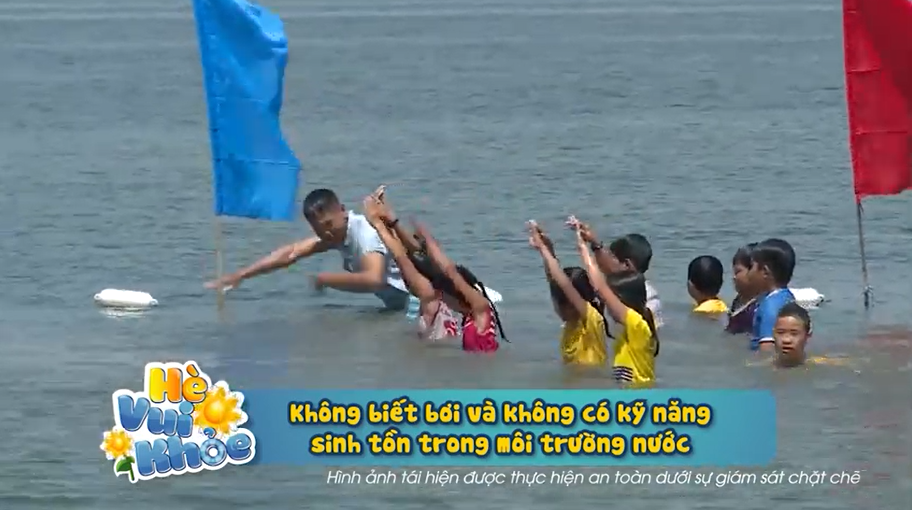 Hè
Vui
Khỏe
Không biết bơi và không có kỹ năng
sinh tồn trong môi trường nước
Hình ảnh tái hiện được thực hiện an toàn dưới sự giám sát chặt chẽ